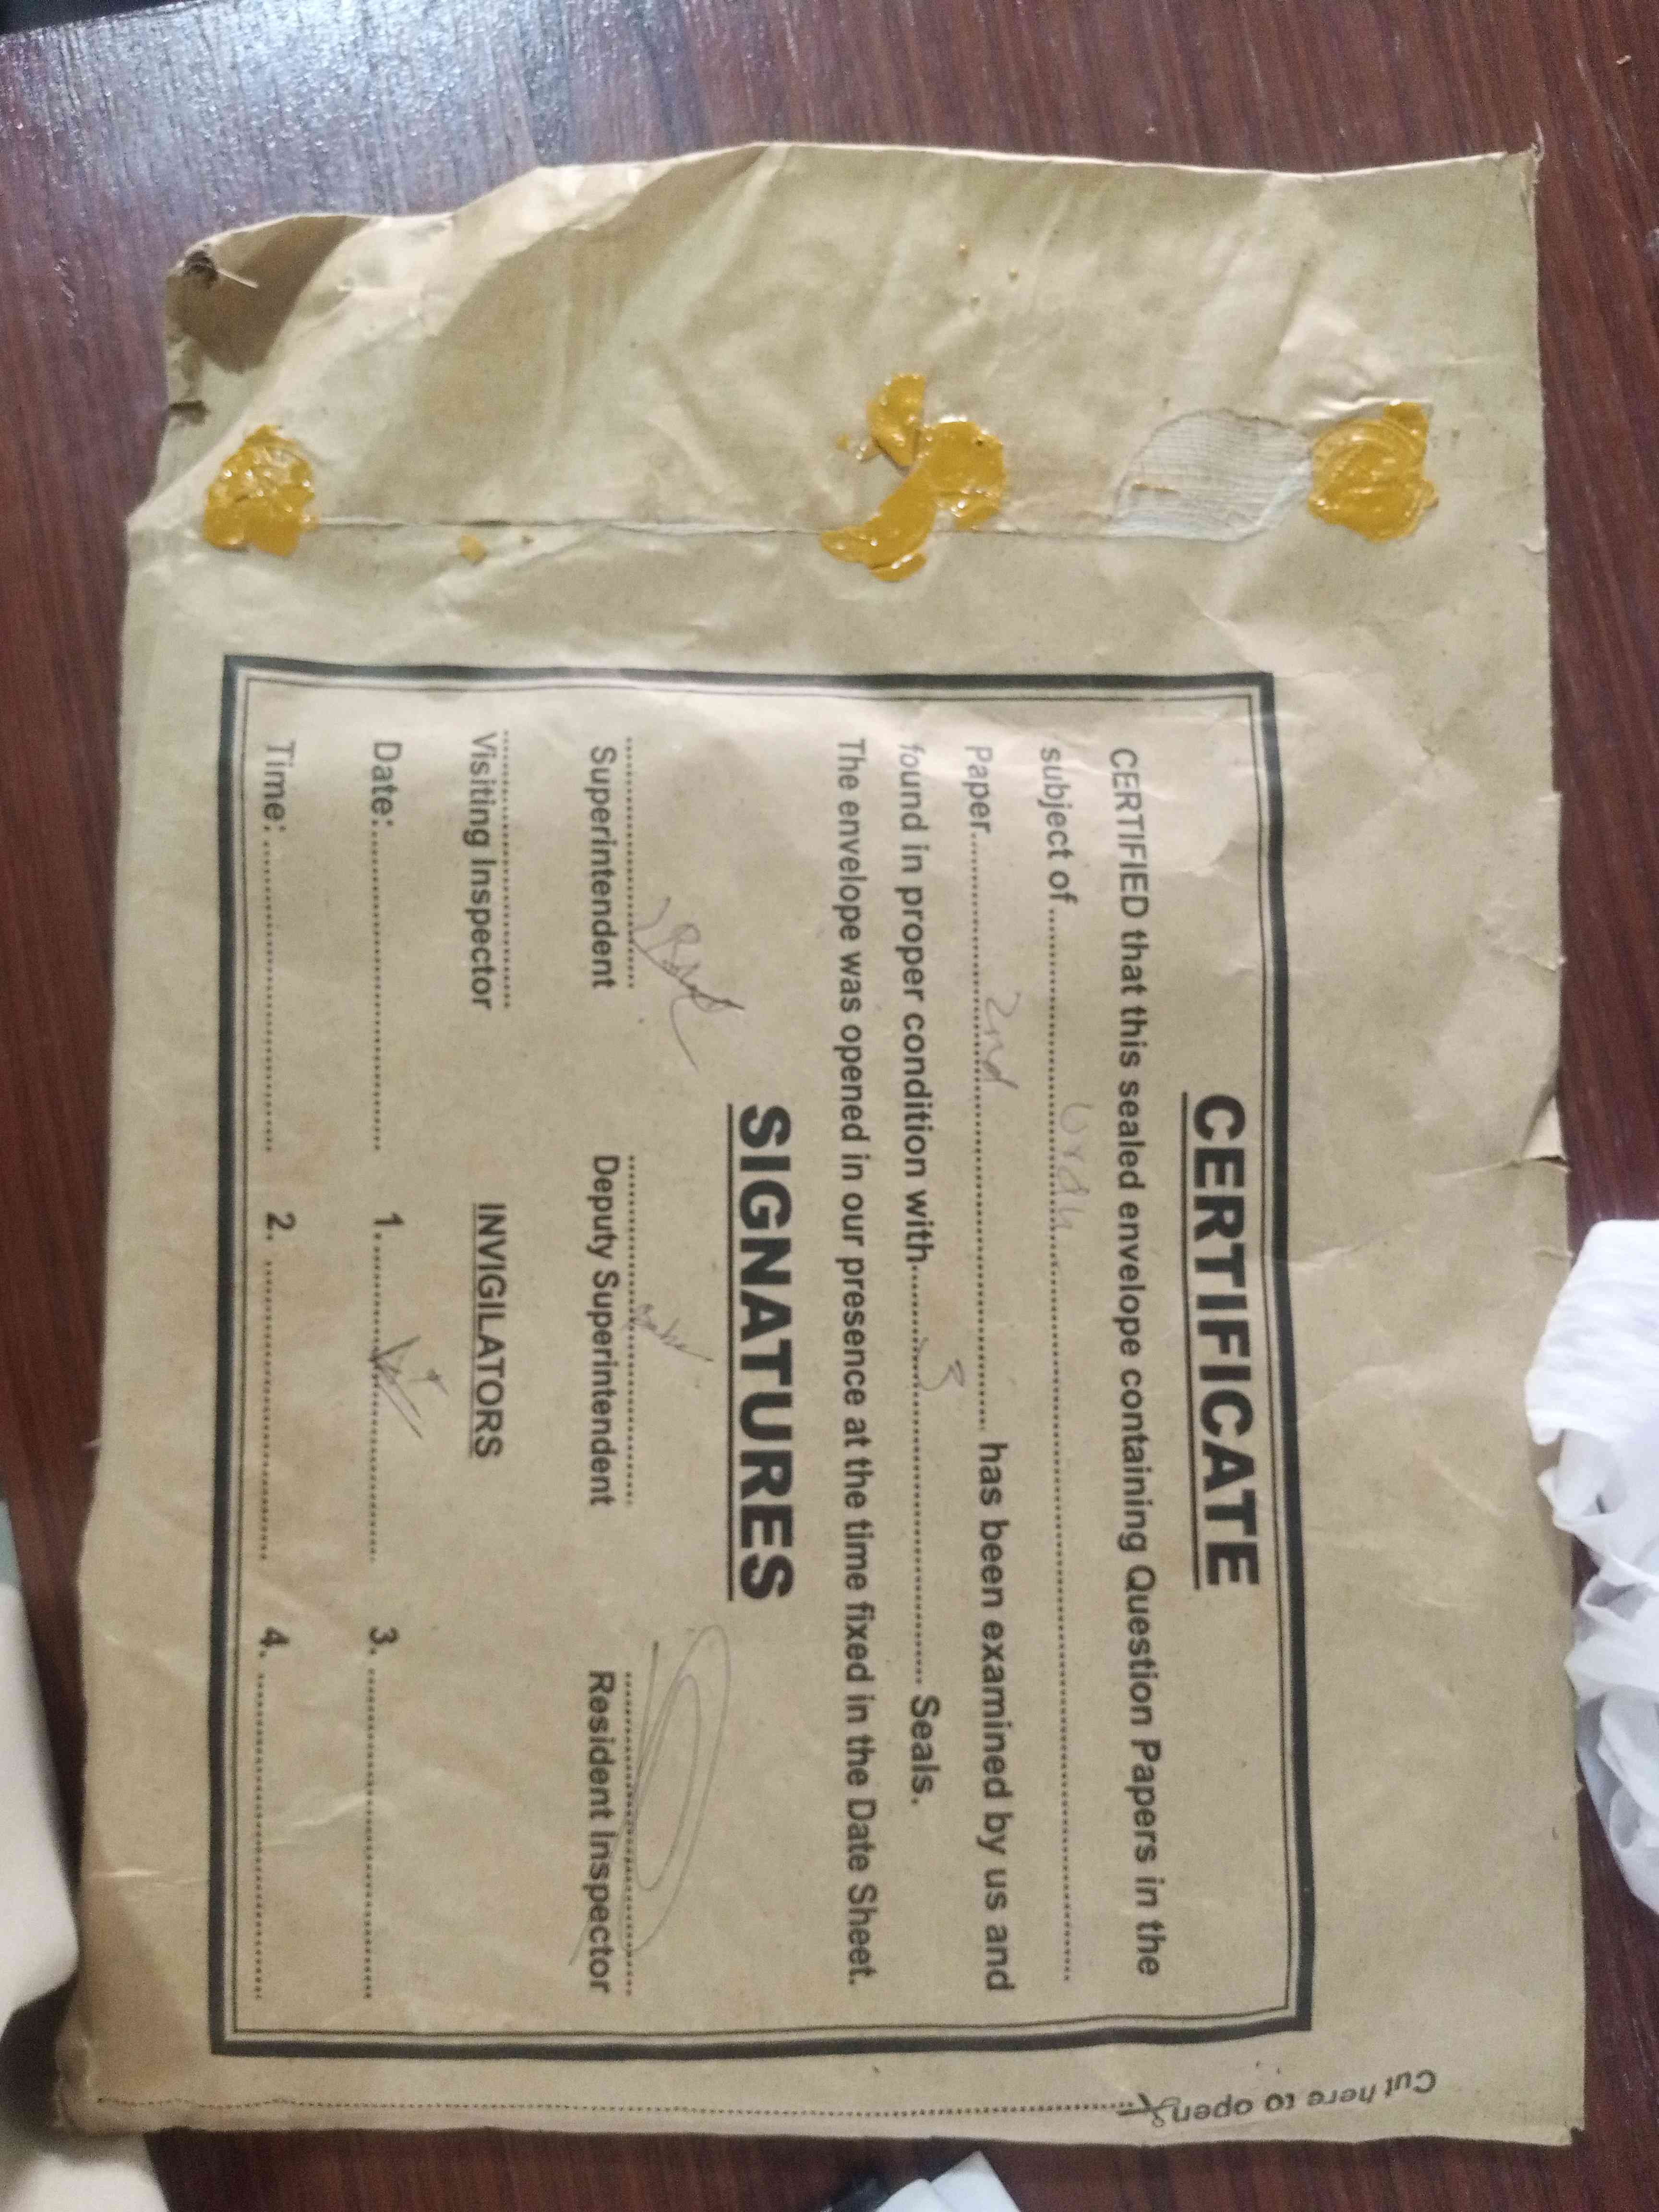 CERTIFICATE
CERTIFIED that this sealed envelope containing Question Papers in the
subject of............Urdu............
Paper............2nd............has been examined by us and
found in proper condition with............3............Seals.
The envelope was opened in our presence at the time fixed in the Date Sheet.
SIGNATURES
Superintendent Deputy Superintendent Resident Inspector
Visiting Inspector INVIGILATORS
Date:............ 1............. 3.............
Time:............ 2............. 4.............
Cut here to open